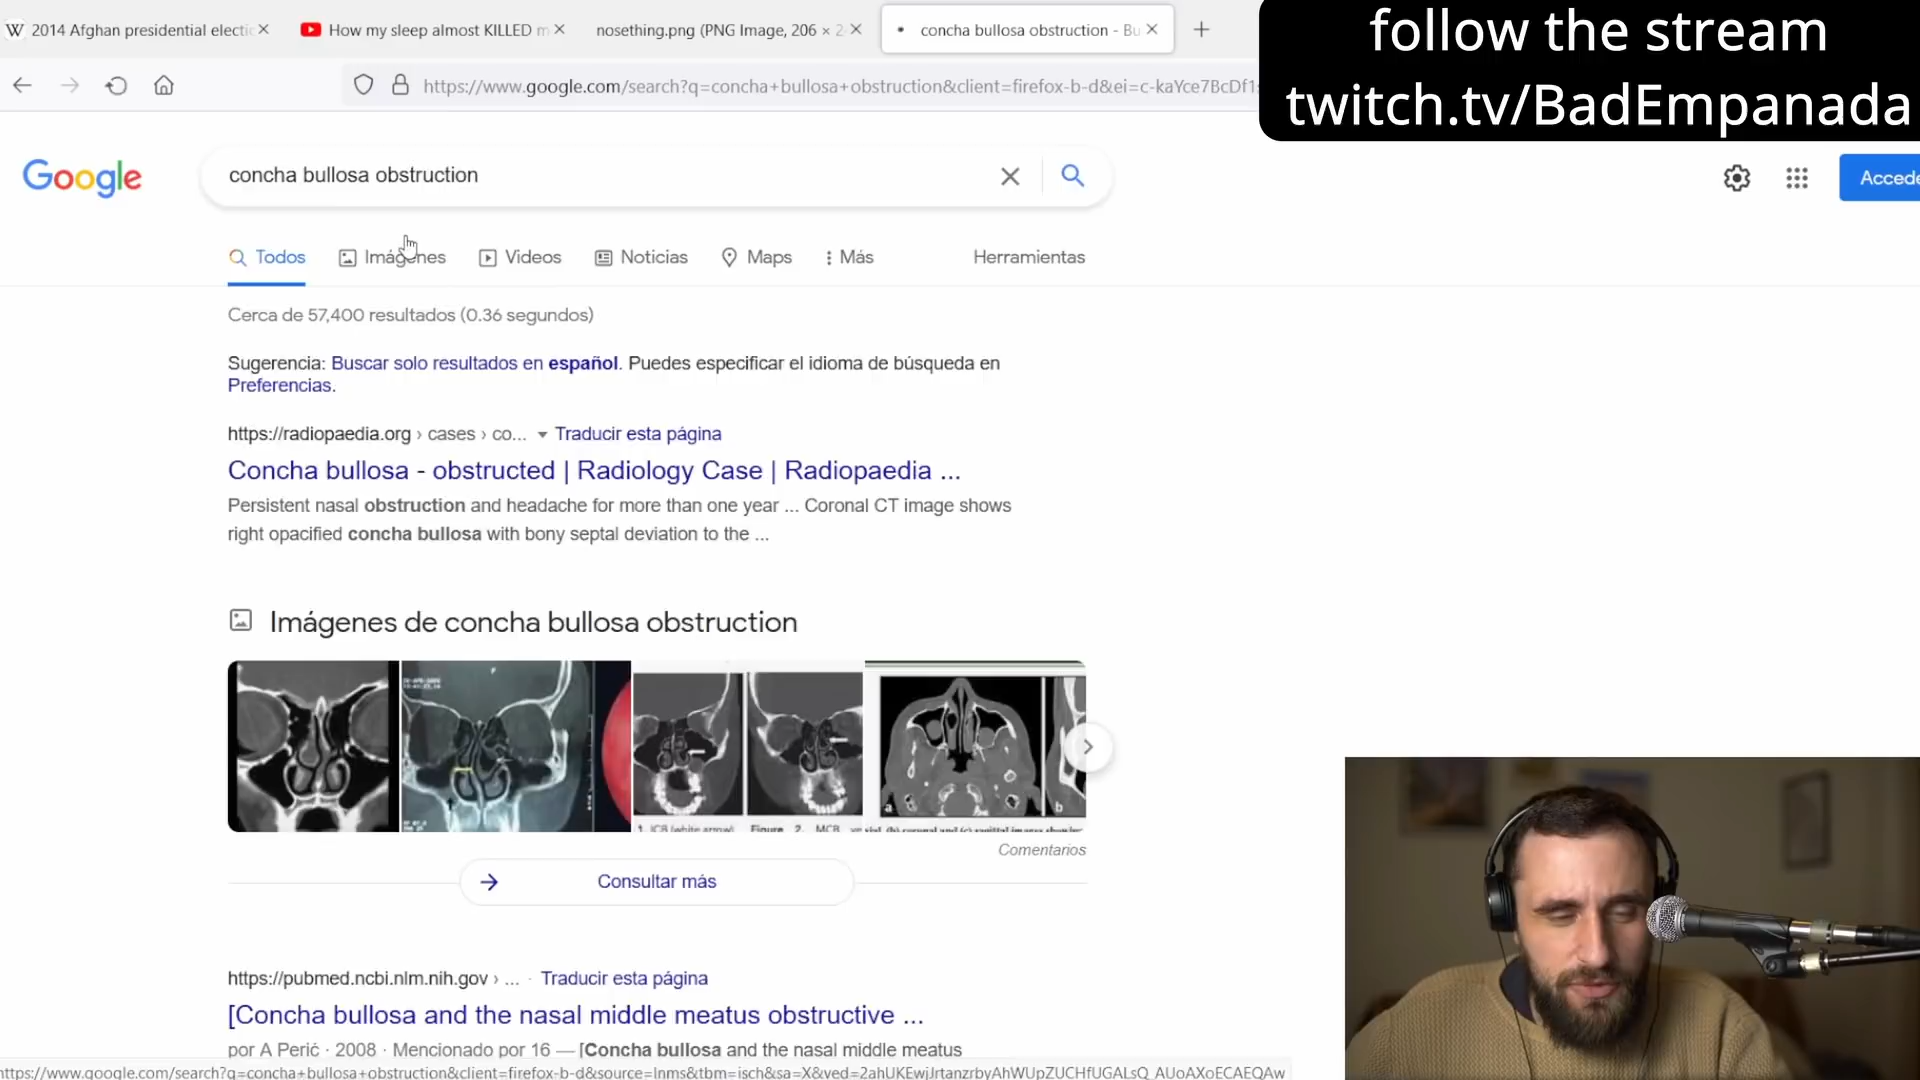 2014 Afghan presidential electic
How my sleep almost KILLED m
nosething.png (PNG Image, 206 × 2
concha bullosa obstruction - Bu
follow the stream
twitch.tv/BadEmpanada
https://www.google.com/search?q=concha+bullosa+obstruction&client=firefox-b-d&ei=c-kaYce7BcDf1
Google
concha bullosa obstruction
Accede
Todos
Imágenes
Videos
Noticias
Maps
Más
Herramientas
Cerca de 57,400 resultados (0.36 segundos)
Sugerencia: Buscar solo resultados en español. Puedes especificar el idioma de búsqueda en
Preferencias.
https://radiopaedia.org › cases › co... Traducir esta página
Concha bullosa - obstructed | Radiology Case | Radiopaedia ...
Persistent nasal obstruction and headache for more than one year ... Coronal CT image shows
right opacified concha bullosa with bony septal deviation to the ...
Imágenes de concha bullosa obstruction
a
b
Figure 2. MCB
Comentarios
Consultar más
https://pubmed.ncbi.nlm.nih.gov › ... · Traducir esta página
[Concha bullosa and the nasal middle meatus obstructive ...
por A Perić · 2008 · Mencionado por 16 — [Concha bullosa and the nasal middle meatus